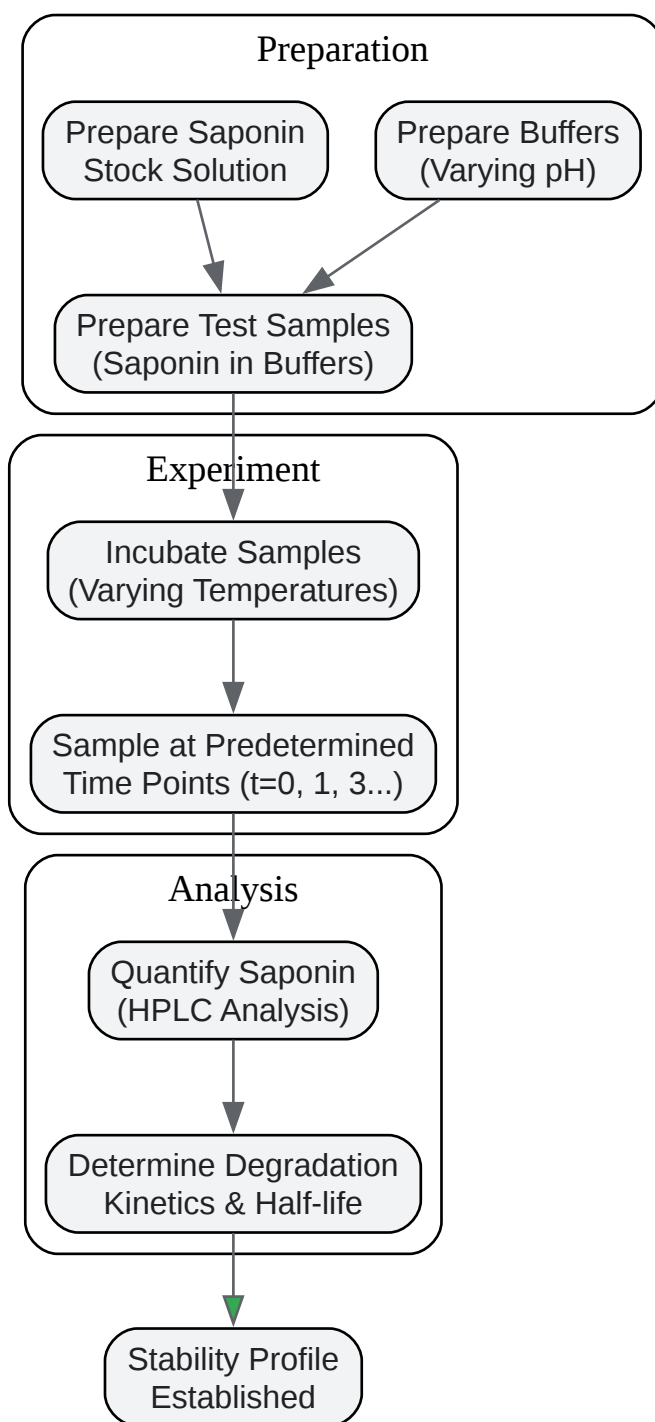 Preparation
Prepare Saponin
Stock Solution
Prepare Buffers
(Varying pH)
Prepare Test Samples
(Saponin in Buffers)
Experiment
Incubate Samples
(Varying Temperatures)
Sample at Predetermined
Time Points (t=0, 1, 3...)
Analysis
Quantify Saponin
(HPLC Analysis)
Determine Degradation
Kinetics & Half-life
Stability Profile
Established